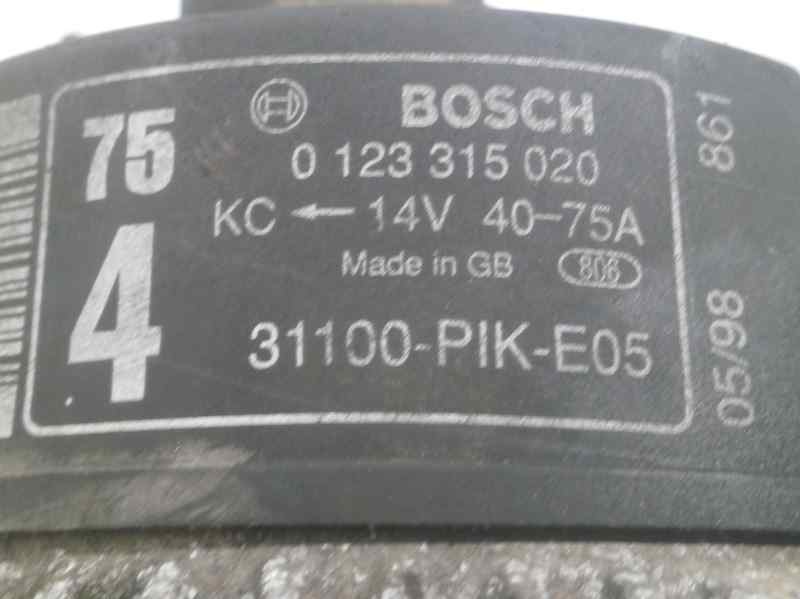 75
4
BOSCH
0 123 315 020
KC ← 14V 40-75A
Made in GB 806
31100-PIK-E05
861
05/98